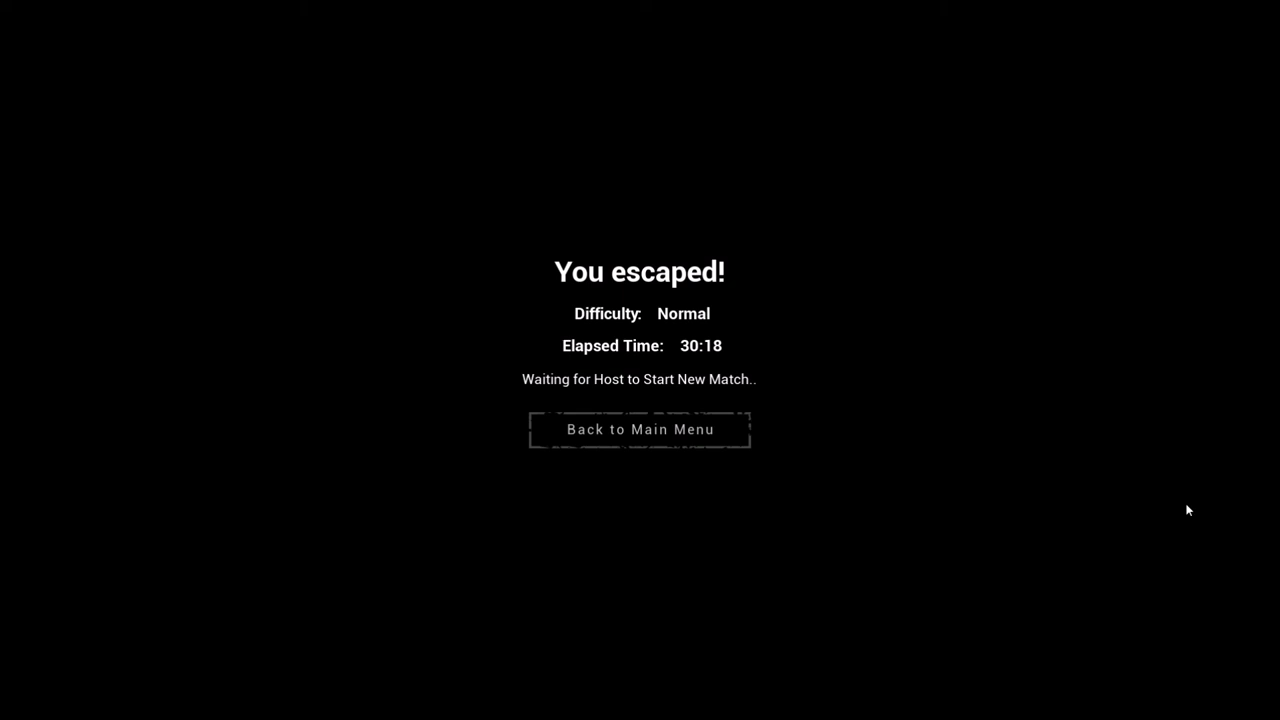 You escaped!
Difficulty: Normal
Elapsed Time: 30:18
Waiting for Host to Start New Match..
Back to Main Menu